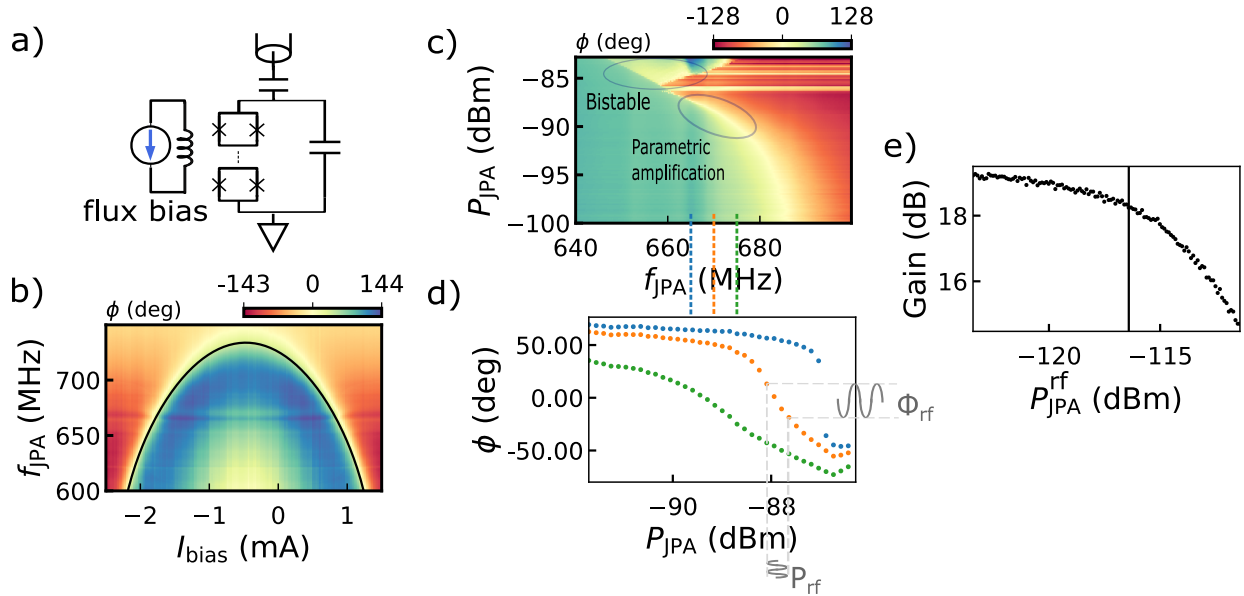 a)
flux bias
b)
ϕ (deg)
-143 0 144
700
650
600
f_JPA (MHz)
−2 −1 0 1
I_bias (mA)
c)
ϕ (deg)
-128 0 128
−85
−90
−95
−100
P_JPA (dBm)
Bistable
Parametric
amplification
640 660 680
f_JPA (MHz)
d)
50.00
0.00
−50.00
ϕ (deg)
−90 −88
P_JPA (dBm)
Φ_rf
P_rf
e)
18
16
Gain (dB)
−120 −115
P^rf_JPA (dBm)